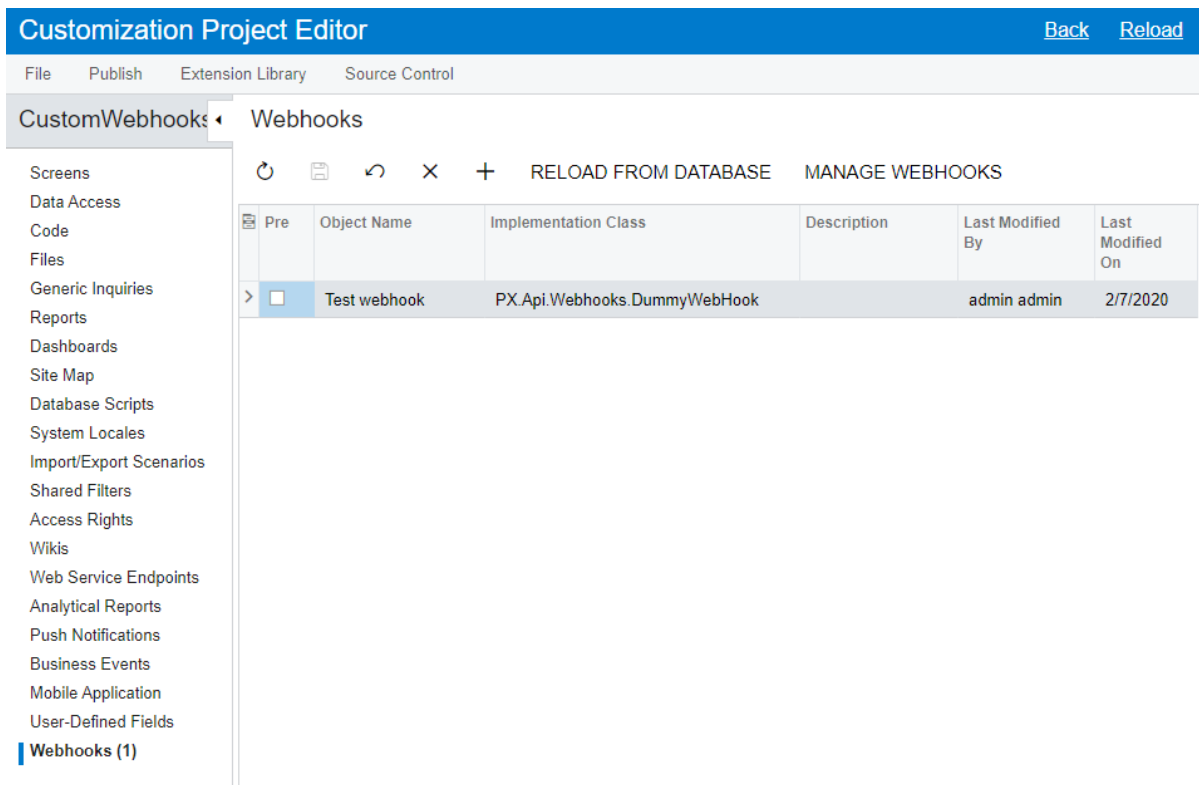 Customization Project Editor Back Reload
File Publish Extension Library Source Control
CustomWebhooks
Webhooks
RELOAD FROM DATABASE MANAGE WEBHOOKS
Screens
Data Access
Code
Files
Generic Inquiries
Reports
Dashboards
Site Map
Database Scripts
System Locales
Import/Export Scenarios
Shared Filters
Access Rights
Wikis
Web Service Endpoints
Analytical Reports
Push Notifications
Business Events
Mobile Application
User-Defined Fields
Webhooks (1)
Pre Object Name Implementation Class Description Last Modified By Last Modified On
Test webhook PX.Api.Webhooks.DummyWebHook admin admin 2/7/2020